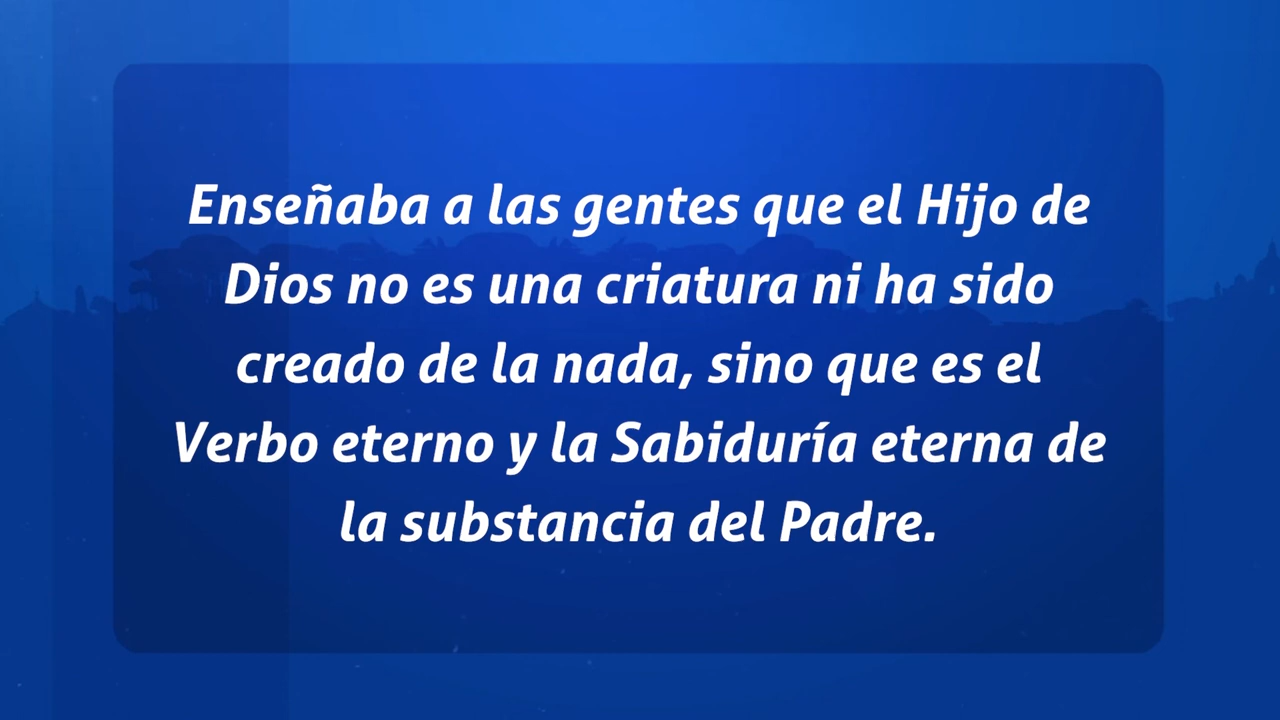 Enseñaba a las gentes que el Hijo de
Dios no es una criatura ni ha sido
creado de la nada, sino que es el
Verbo eterno y la Sabiduría eterna de
la substancia del Padre.